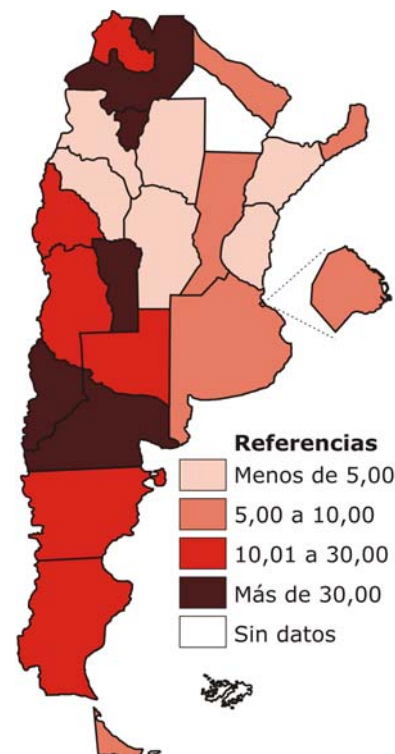 Referencias
Menos de 5,00
5,00 a 10,00
10,01 a 30,00
Más de 30,00
Sin datos